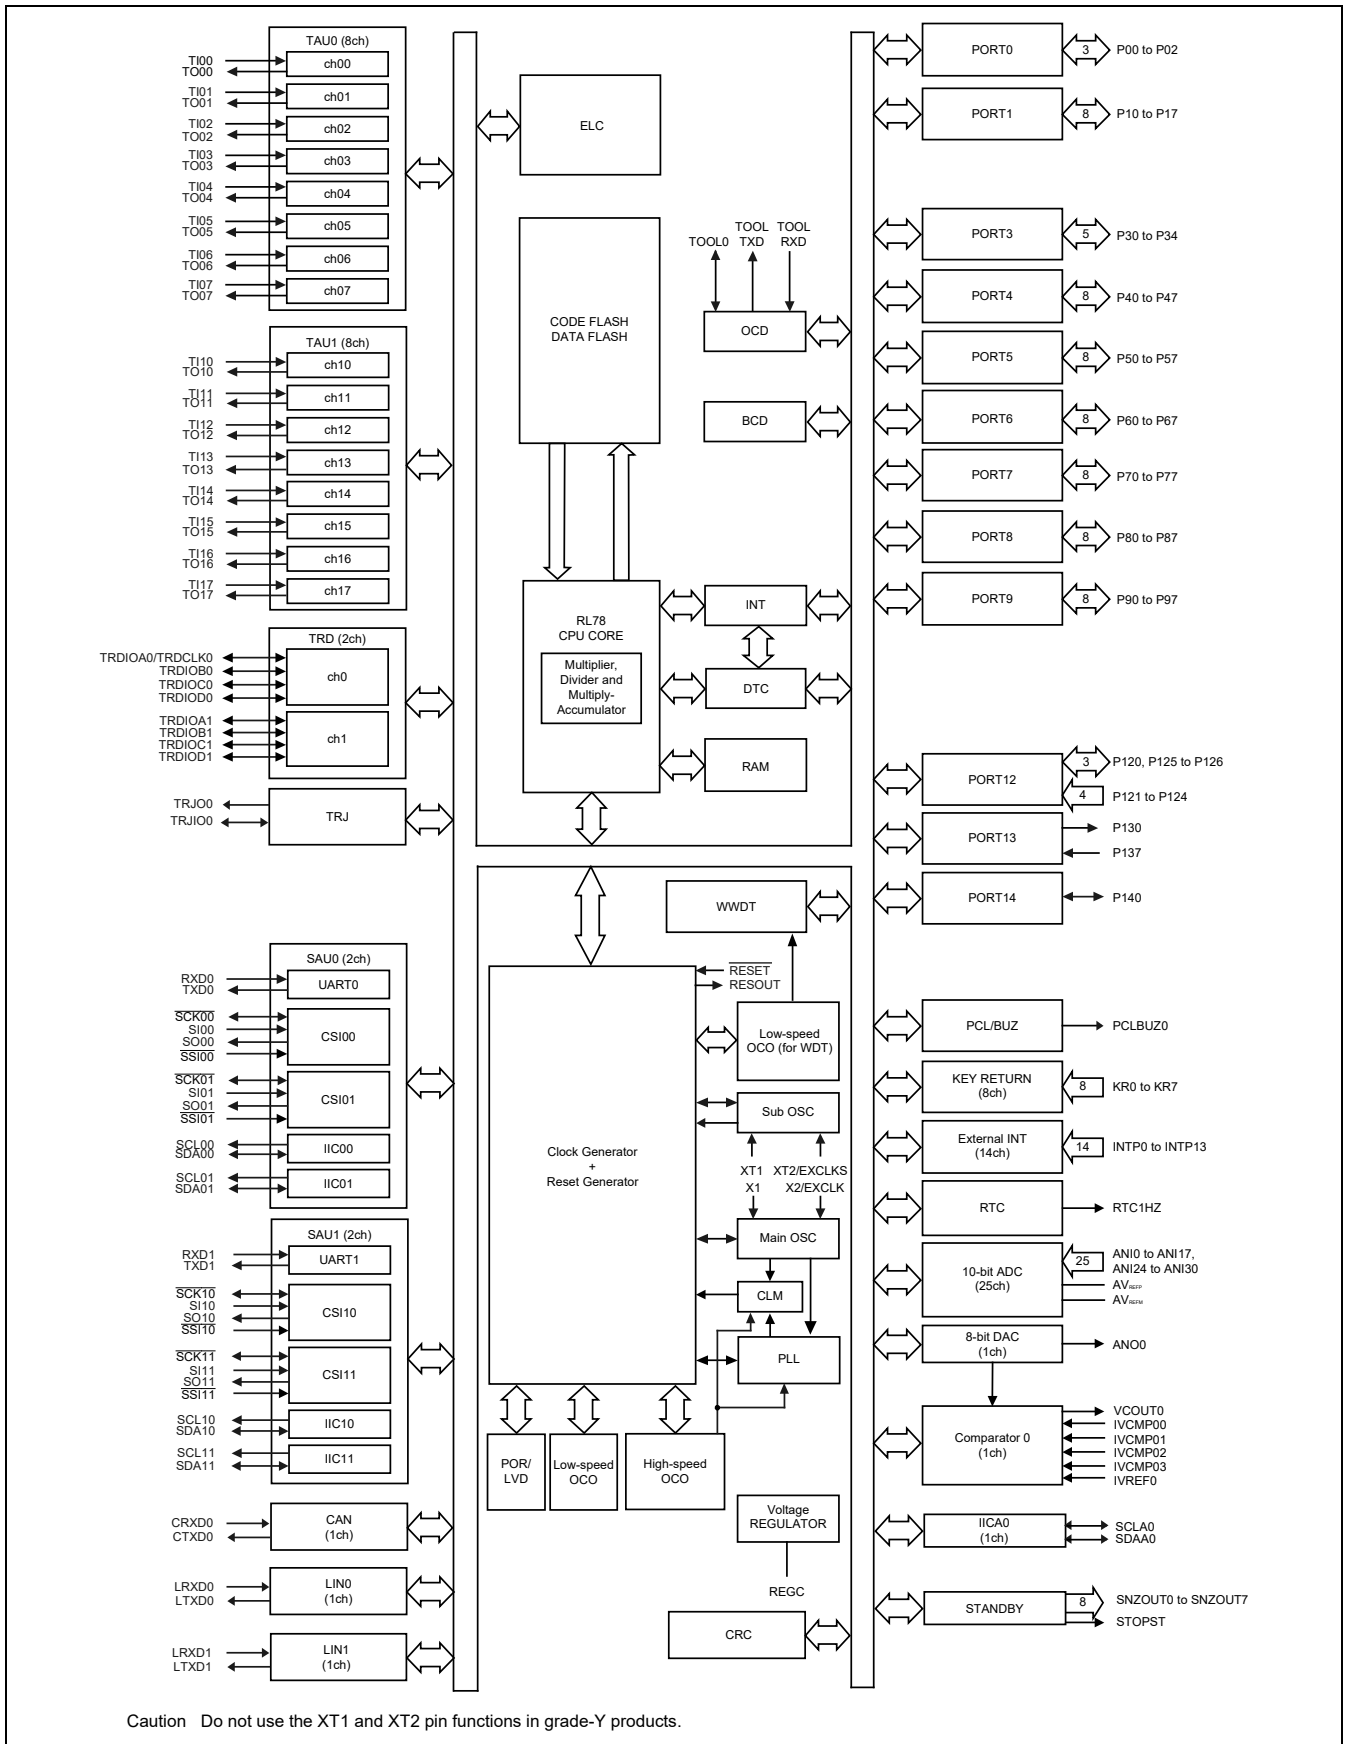 TAU0 (8ch)
TI00
TO00
ch00
TI01
TO01
ch01
TI02
TO02
ch02
TI03
TO03
ch03
TI04
TO04
ch04
TI05
TO05
ch05
TI06
TO06
ch06
TI07
TO07
ch07
TAU1 (8ch)
TI10
TO10
ch10
TI11
TO11
ch11
TI12
TO12
ch12
TI13
TO13
ch13
TI14
TO14
ch14
TI15
TO15
ch15
TI16
TO16
ch16
TI17
TO17
ch17
TRD (2ch)
TRDIOA0/TRDCLK0
TRDIOB0
TRDIOC0
TRDIOD0
ch0
TRDIOA1
TRDIOB1
TRDIOC1
TRDIOD1
ch1
TRJO0
TRJIO0
TRJ
SAU0 (2ch)
RXD0
TXD0
UART0
SCK00
SI00
SO00
SSI00
CSI00
SCK01
SI01
SO01
SSI01
CSI01
SCL00
SDA00
IIC00
SCL01
SDA01
IIC01
SAU1 (2ch)
RXD1
TXD1
UART1
SCK10
SI10
SO10
SSI10
CSI10
SCK11
SI11
SO11
SSI11
CSI11
SCL10
SDA10
IIC10
SCL11
SDA11
IIC11
CRXD0
CTXD0
CAN
(1ch)
LRXD0
LTXD0
LIN0
(1ch)
LRXD1
LTXD1
LIN1
(1ch)
ELC
CODE FLASH
DATA FLASH
TOOL0
TOOL
TXD
TOOL
RXD
OCD
BCD
RL78
CPU CORE
Multiplier,
Divider and
Multiply-
Accumulator
INT
DTC
RAM
WWDT
RESET
RESOUT
Clock Generator
+
Reset Generator
Low-speed
OCO (for WDT)
Sub OSC
XT1
X1
XT2/EXCLKS
X2/EXCLK
Main OSC
CLM
PLL
POR/
LVD
Low-speed
OCO
High-speed
OCO
Voltage
REGULATOR
REGC
CRC
PORT0
3
P00 to P02
PORT1
8
P10 to P17
PORT3
5
P30 to P34
PORT4
8
P40 to P47
PORT5
8
P50 to P57
PORT6
8
P60 to P67
PORT7
8
P70 to P77
PORT8
8
P80 to P87
PORT9
8
P90 to P97
PORT12
3
P120, P125 to P126
4
P121 to P124
PORT13
P130
P137
PORT14
P140
PCL/BUZ
PCLBUZ0
KEY RETURN
(8ch)
8
KR0 to KR7
External INT
(14ch)
14
INTP0 to INTP13
RTC
RTC1HZ
10-bit ADC
(25ch)
25
ANI0 to ANI17,
ANI24 to ANI30
AVREFP
AVREFM
8-bit DAC
(1ch)
ANO0
Comparator 0
(1ch)
VCOUT0
IVCMP00
IVCMP01
IVCMP02
IVCMP03
IVREF0
IICA0
(1ch)
SCLA0
SDAA0
STANDBY
8
SNZOUT0 to SNZOUT7
STOPST
Caution Do not use the XT1 and XT2 pin functions in grade-Y products.